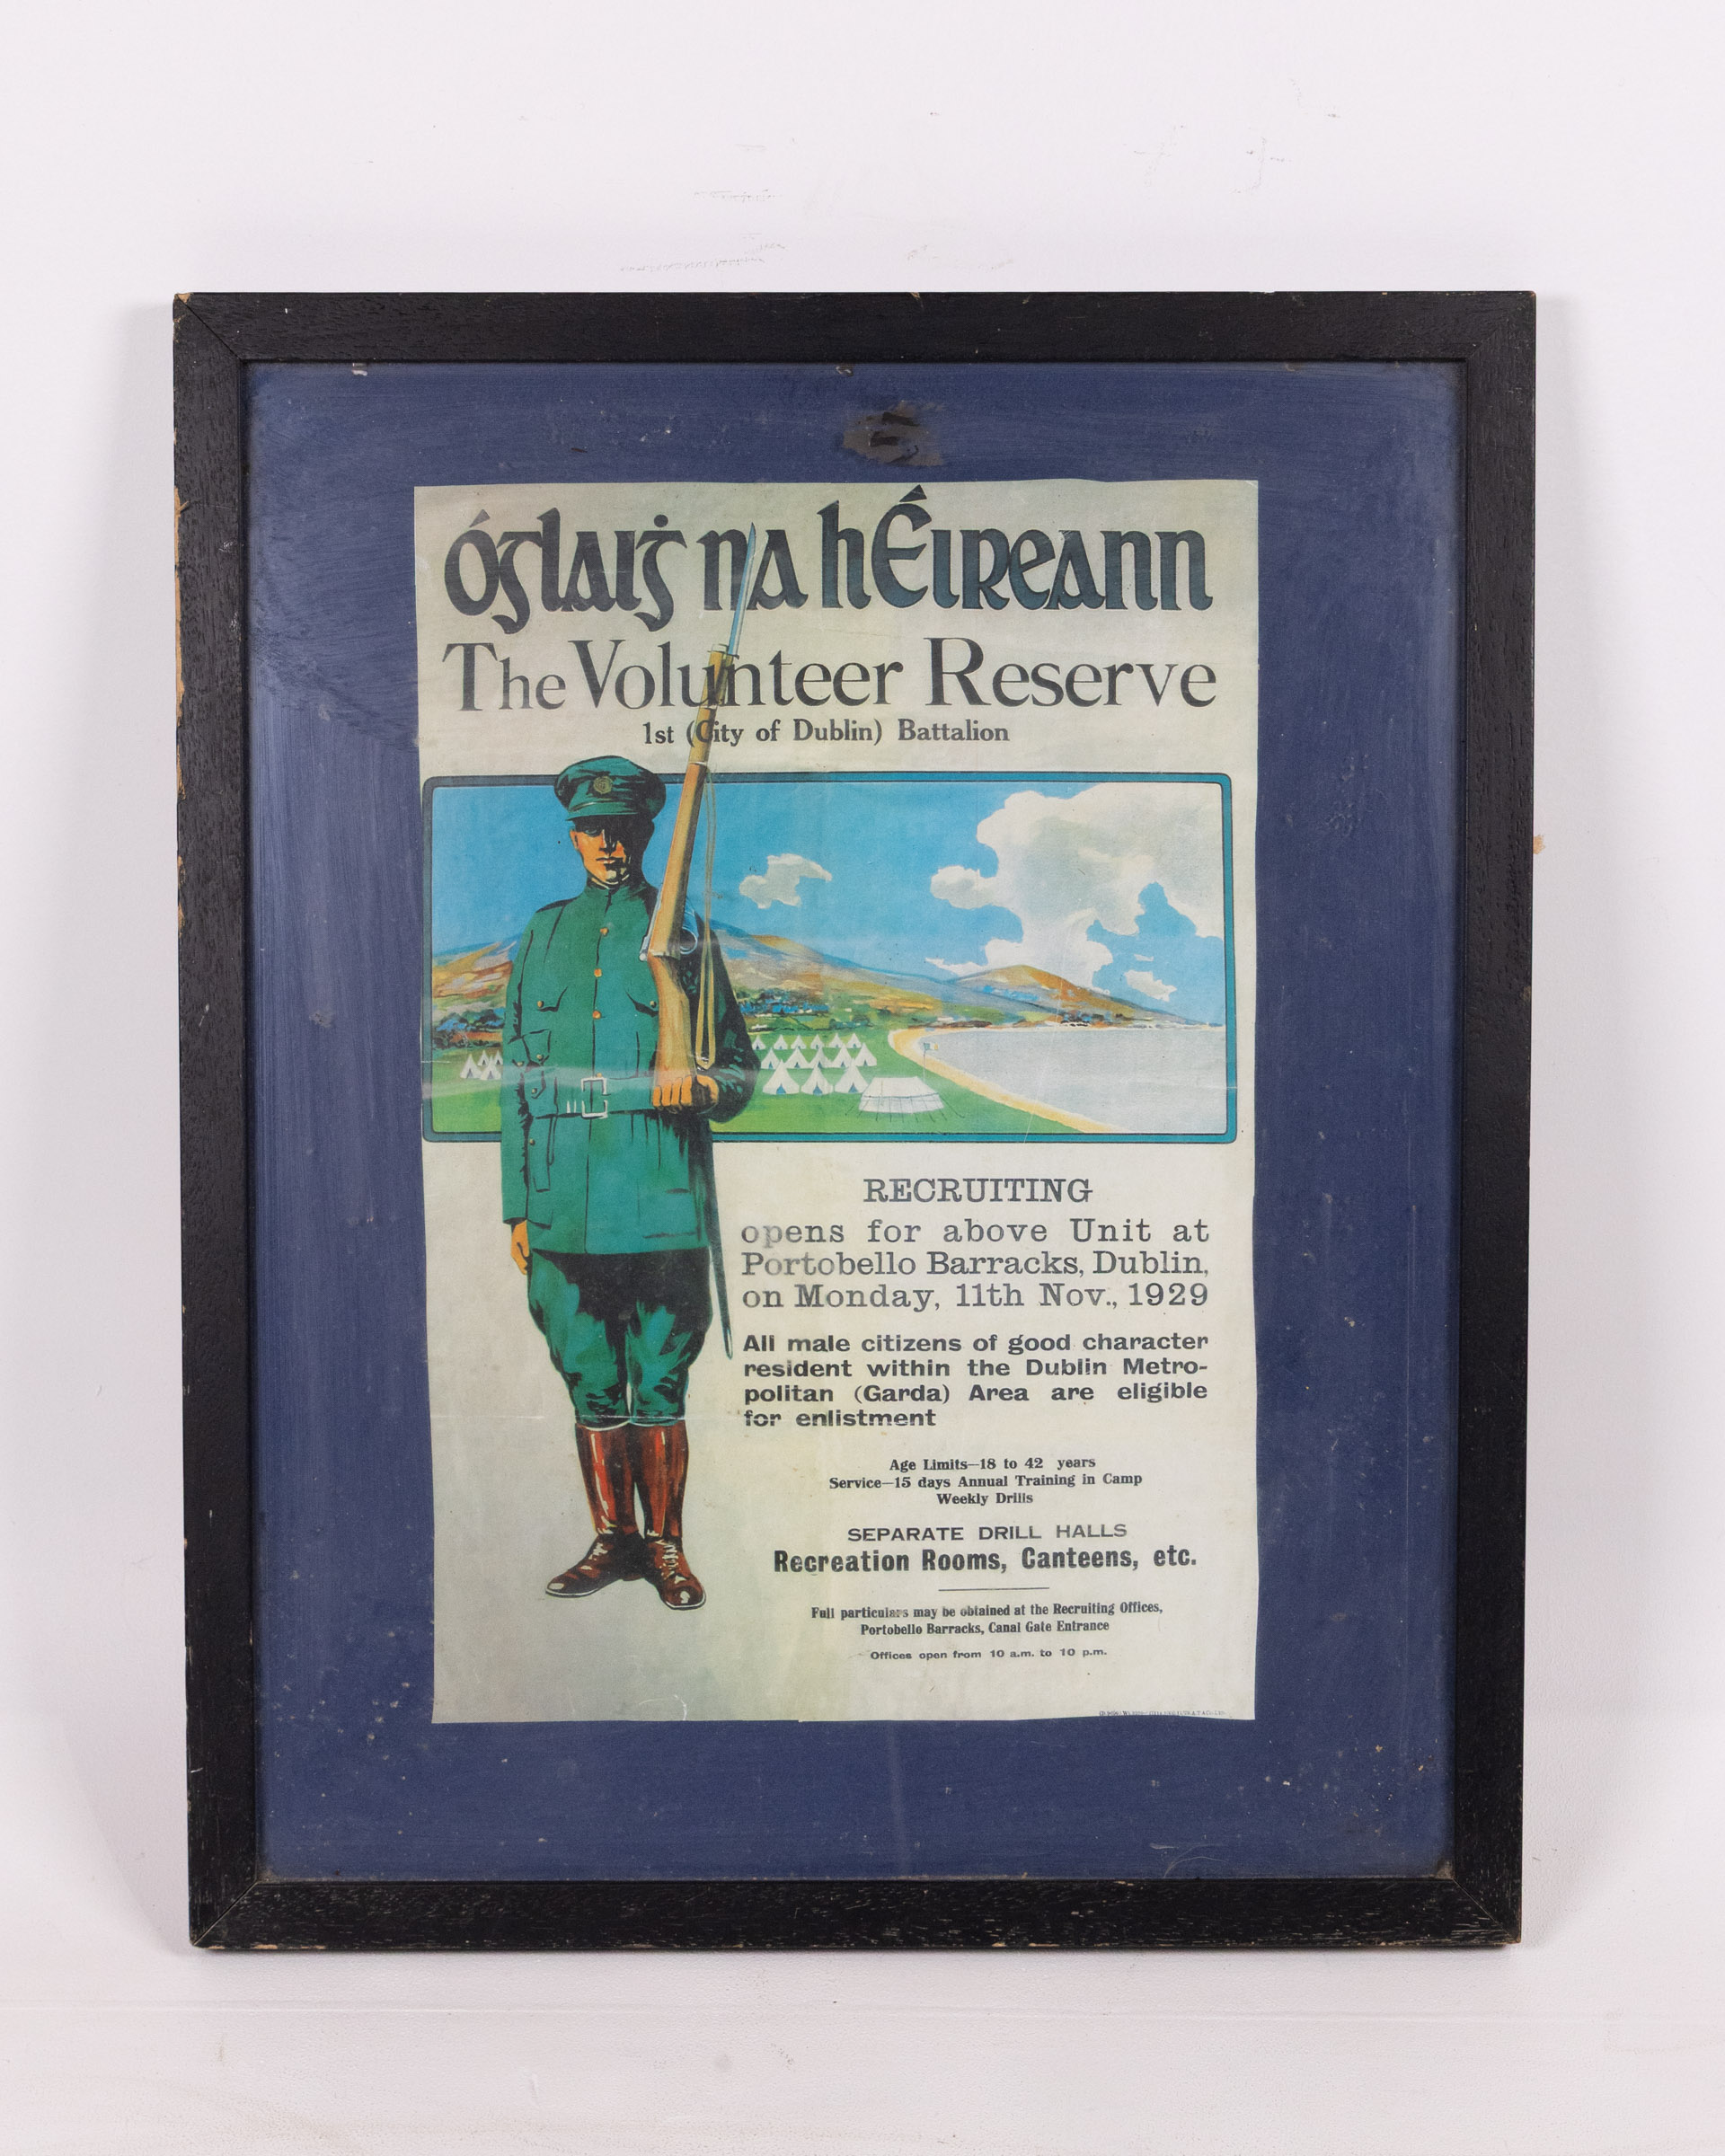 Óglaiġ na hÉireann
The Volunteer Reserve
1st (City of Dublin) Battalion
RECRUITING
opens for above Unit at
Portobello Barracks, Dublin,
on Monday, 11th Nov., 1929
All male citizens of good character
resident within the Dublin Metro-
politan (Garda) Area are eligible
for enlistment
Age Limits—18 to 42 years
Service—15 days Annual Training in Camp
Weekly Drills
SEPARATE DRILL HALLS
Recreation Rooms, Canteens, etc.
Full particulars may be obtained at the Recruiting Offices,
Portobello Barracks, Canal Gate Entrance
Offices open from 10 a.m. to 10 p.m.